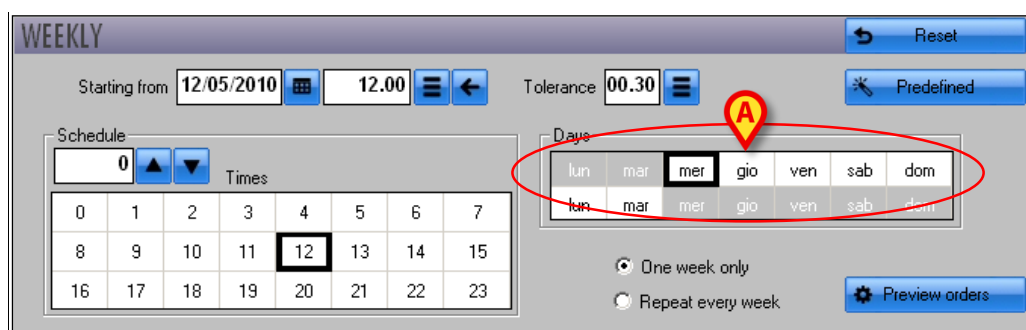 WEEKLY Reset
Starting from 12/05/2010 12.00 Tolerance 00.30 Predefined
A
Schedule Days
0 Times
lun mar mer gio ven sab dom
lun mar mer gio ven sab dom
0 1 2 3 4 5 6 7
8 9 10 11 12 13 14 15
16 17 18 19 20 21 22 23
One week only
Repeat every week
Preview orders